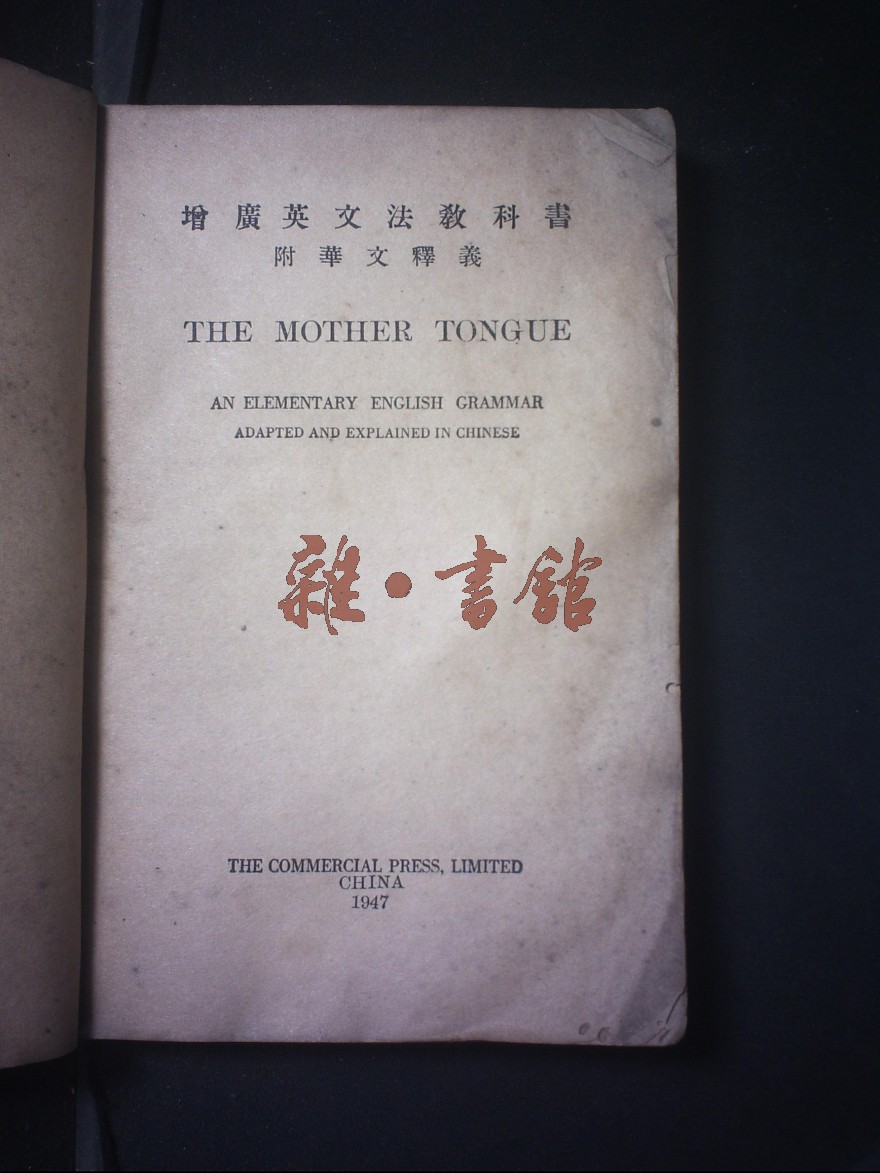 增廣英文法教科書
附華文釋義
THE MOTHER TONGUE
AN ELEMENTARY ENGLISH GRAMMAR
ADAPTED AND EXPLAINED IN CHINESE
雜·書館
THE COMMERCIAL PRESS, LIMITED
CHINA
1947